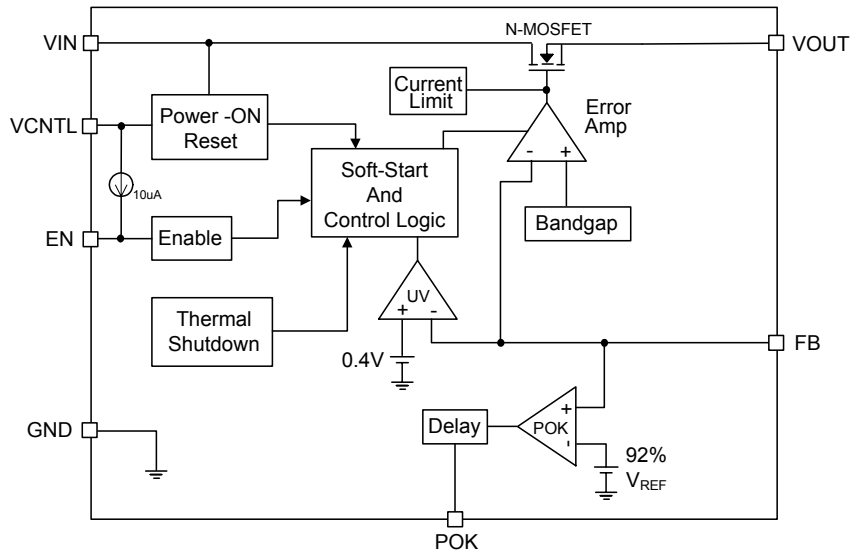 N-MOSFET
VIN
VOUT
Current
Limit
Error
Amp
VCNTL
Power -ON
Reset
- +
Soft-Start
And
Control Logic
10uA
Bandgap
EN
Enable
UV
+ -
Thermal
Shutdown
0.4V
FB
GND
Delay
POK
+
-
92%
VREF
POK